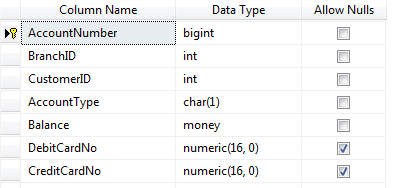 Column Name Data Type Allow Nulls
AccountNumber bigint
BranchID int
CustomerID int
AccountType char(1)
Balance money
DebitCardNo numeric(16, 0)
CreditCardNo numeric(16, 0)